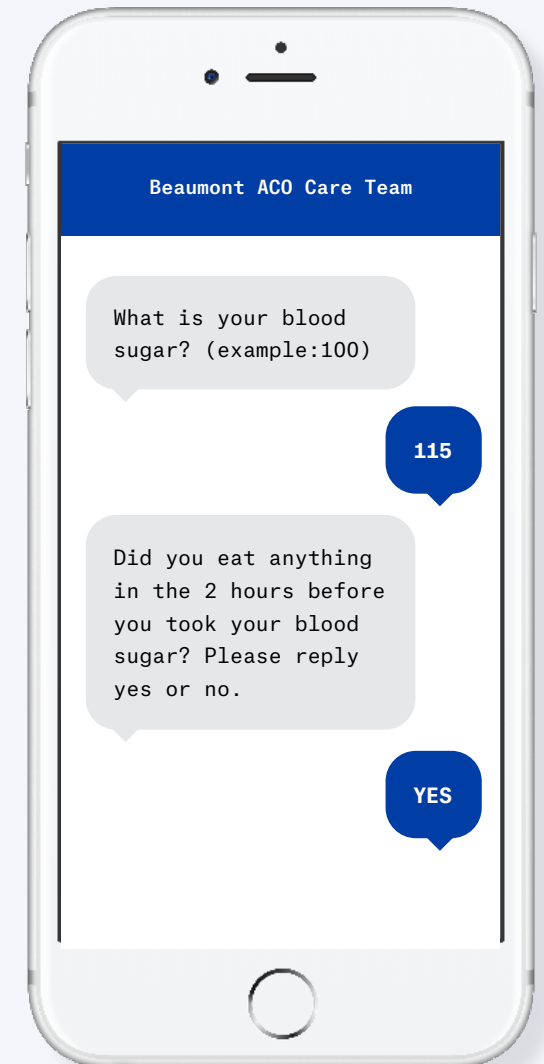 Beaumont ACO Care Team
What is your blood
sugar? (example:100)
115
Did you eat anything
in the 2 hours before
you took your blood
sugar? Please reply
yes or no.
YES